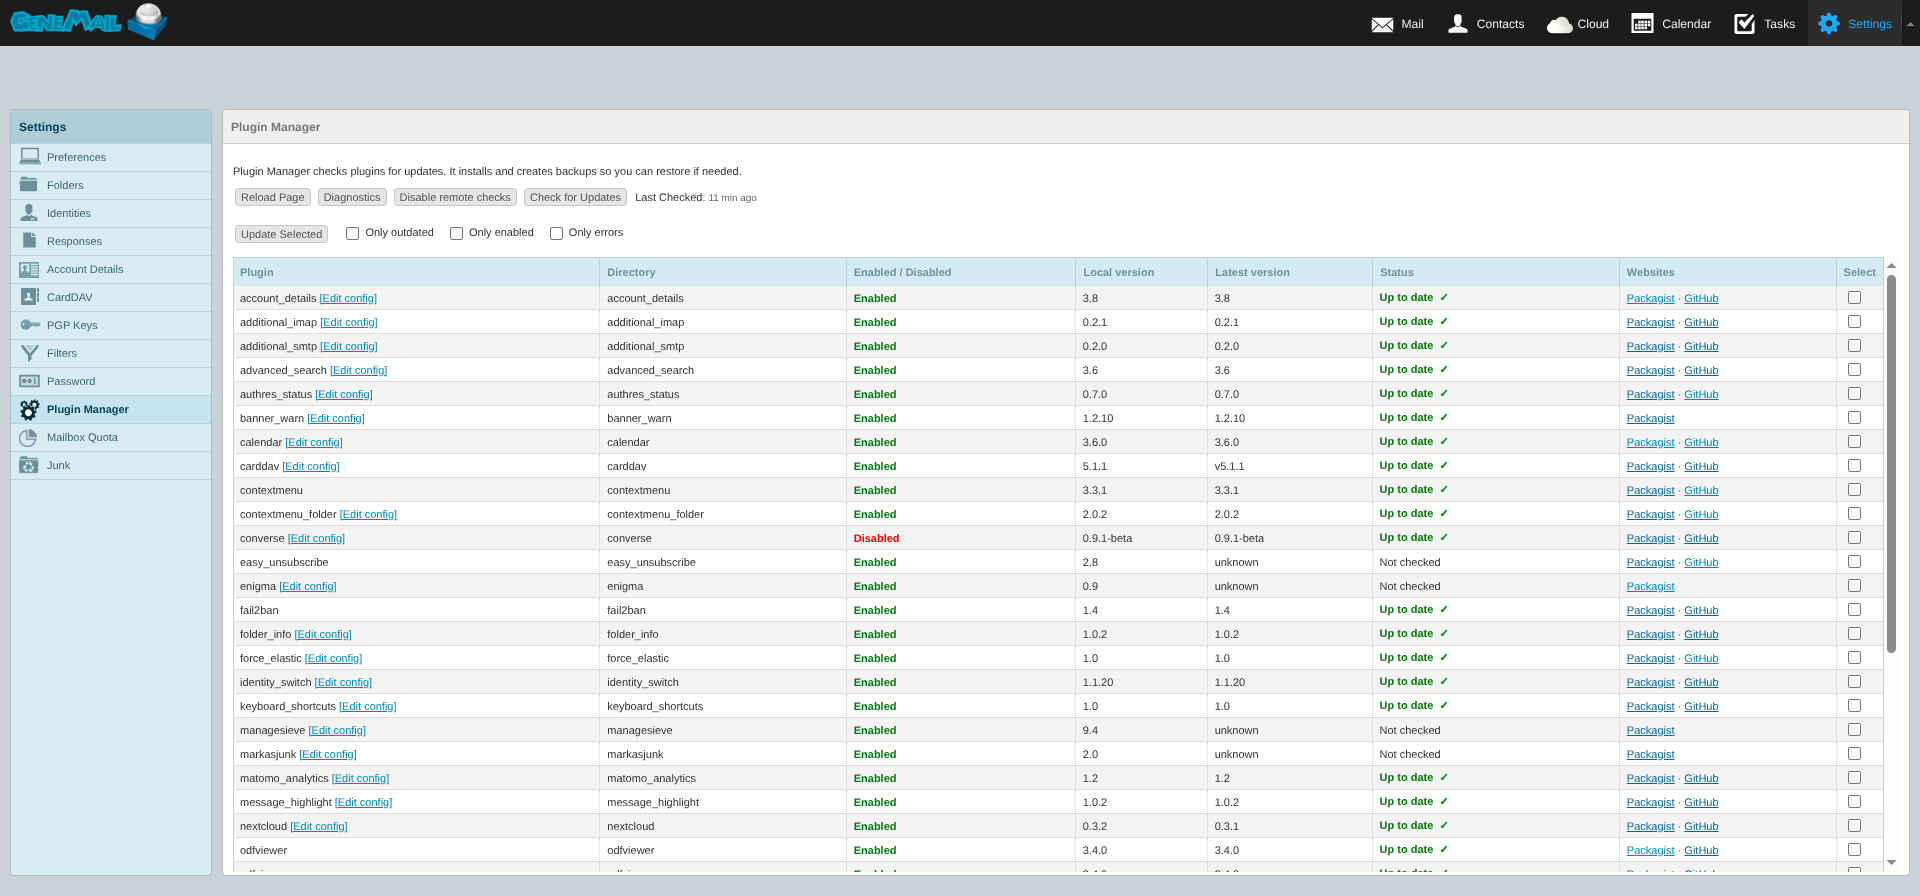 GENEMAIL
Mail Contacts Cloud Calendar Tasks Settings
Settings
Preferences
Folders
Identities
Responses
Account Details
CardDAV
PGP Keys
Filters
Password
Plugin Manager
Mailbox Quota
Junk
Plugin Manager
Plugin Manager checks plugins for updates. It installs and creates backups so you can restore if needed.
Reload Page Diagnostics Disable remote checks Check for Updates Last Checked: 11 min ago
Update Selected Only outdated Only enabled Only errors
Plugin Directory Enabled / Disabled Local version Latest version Status Websites Select
account_details [Edit config] account_details Enabled 3.8 3.8 Up to date ✓ Packagist · GitHub
additional_imap [Edit config] additional_imap Enabled 0.2.1 0.2.1 Up to date ✓ Packagist · GitHub
additional_smtp [Edit config] additional_smtp Enabled 0.2.0 0.2.0 Up to date ✓ Packagist · GitHub
advanced_search [Edit config] advanced_search Enabled 3.6 3.6 Up to date ✓ Packagist · GitHub
authres_status [Edit config] authres_status Enabled 0.7.0 0.7.0 Up to date ✓ Packagist · GitHub
banner_warn [Edit config] banner_warn Enabled 1.2.10 1.2.10 Up to date ✓ Packagist
calendar [Edit config] calendar Enabled 3.6.0 3.6.0 Up to date ✓ Packagist · GitHub
carddav [Edit config] carddav Enabled 5.1.1 v5.1.1 Up to date ✓ Packagist · GitHub
contextmenu contextmenu Enabled 3.3.1 3.3.1 Up to date ✓ Packagist · GitHub
contextmenu_folder [Edit config] contextmenu_folder Enabled 2.0.2 2.0.2 Up to date ✓ Packagist · GitHub
converse [Edit config] converse Disabled 0.9.1-beta 0.9.1-beta Up to date ✓ Packagist · GitHub
easy_unsubscribe easy_unsubscribe Enabled 2.8 unknown Not checked Packagist · GitHub
enigma [Edit config] enigma Enabled 0.9 unknown Not checked Packagist
fail2ban fail2ban Enabled 1.4 1.4 Up to date ✓ Packagist · GitHub
folder_info [Edit config] folder_info Enabled 1.0.2 1.0.2 Up to date ✓ Packagist · GitHub
force_elastic [Edit config] force_elastic Enabled 1.0 1.0 Up to date ✓ Packagist · GitHub
identity_switch [Edit config] identity_switch Enabled 1.1.20 1.1.20 Up to date ✓ Packagist · GitHub
keyboard_shortcuts [Edit config] keyboard_shortcuts Enabled 1.0 1.0 Up to date ✓ Packagist · GitHub
managesieve [Edit config] managesieve Enabled 9.4 unknown Not checked Packagist
markasjunk [Edit config] markasjunk Enabled 2.0 unknown Not checked Packagist
matomo_analytics [Edit config] matomo_analytics Enabled 1.2 1.2 Up to date ✓ Packagist · GitHub
message_highlight [Edit config] message_highlight Enabled 1.0.2 1.0.2 Up to date ✓ Packagist · GitHub
nextcloud [Edit config] nextcloud Enabled 0.3.2 0.3.1 Up to date ✓ Packagist · GitHub
odfviewer odfviewer Enabled 3.4.0 3.4.0 Up to date ✓ Packagist · GitHub